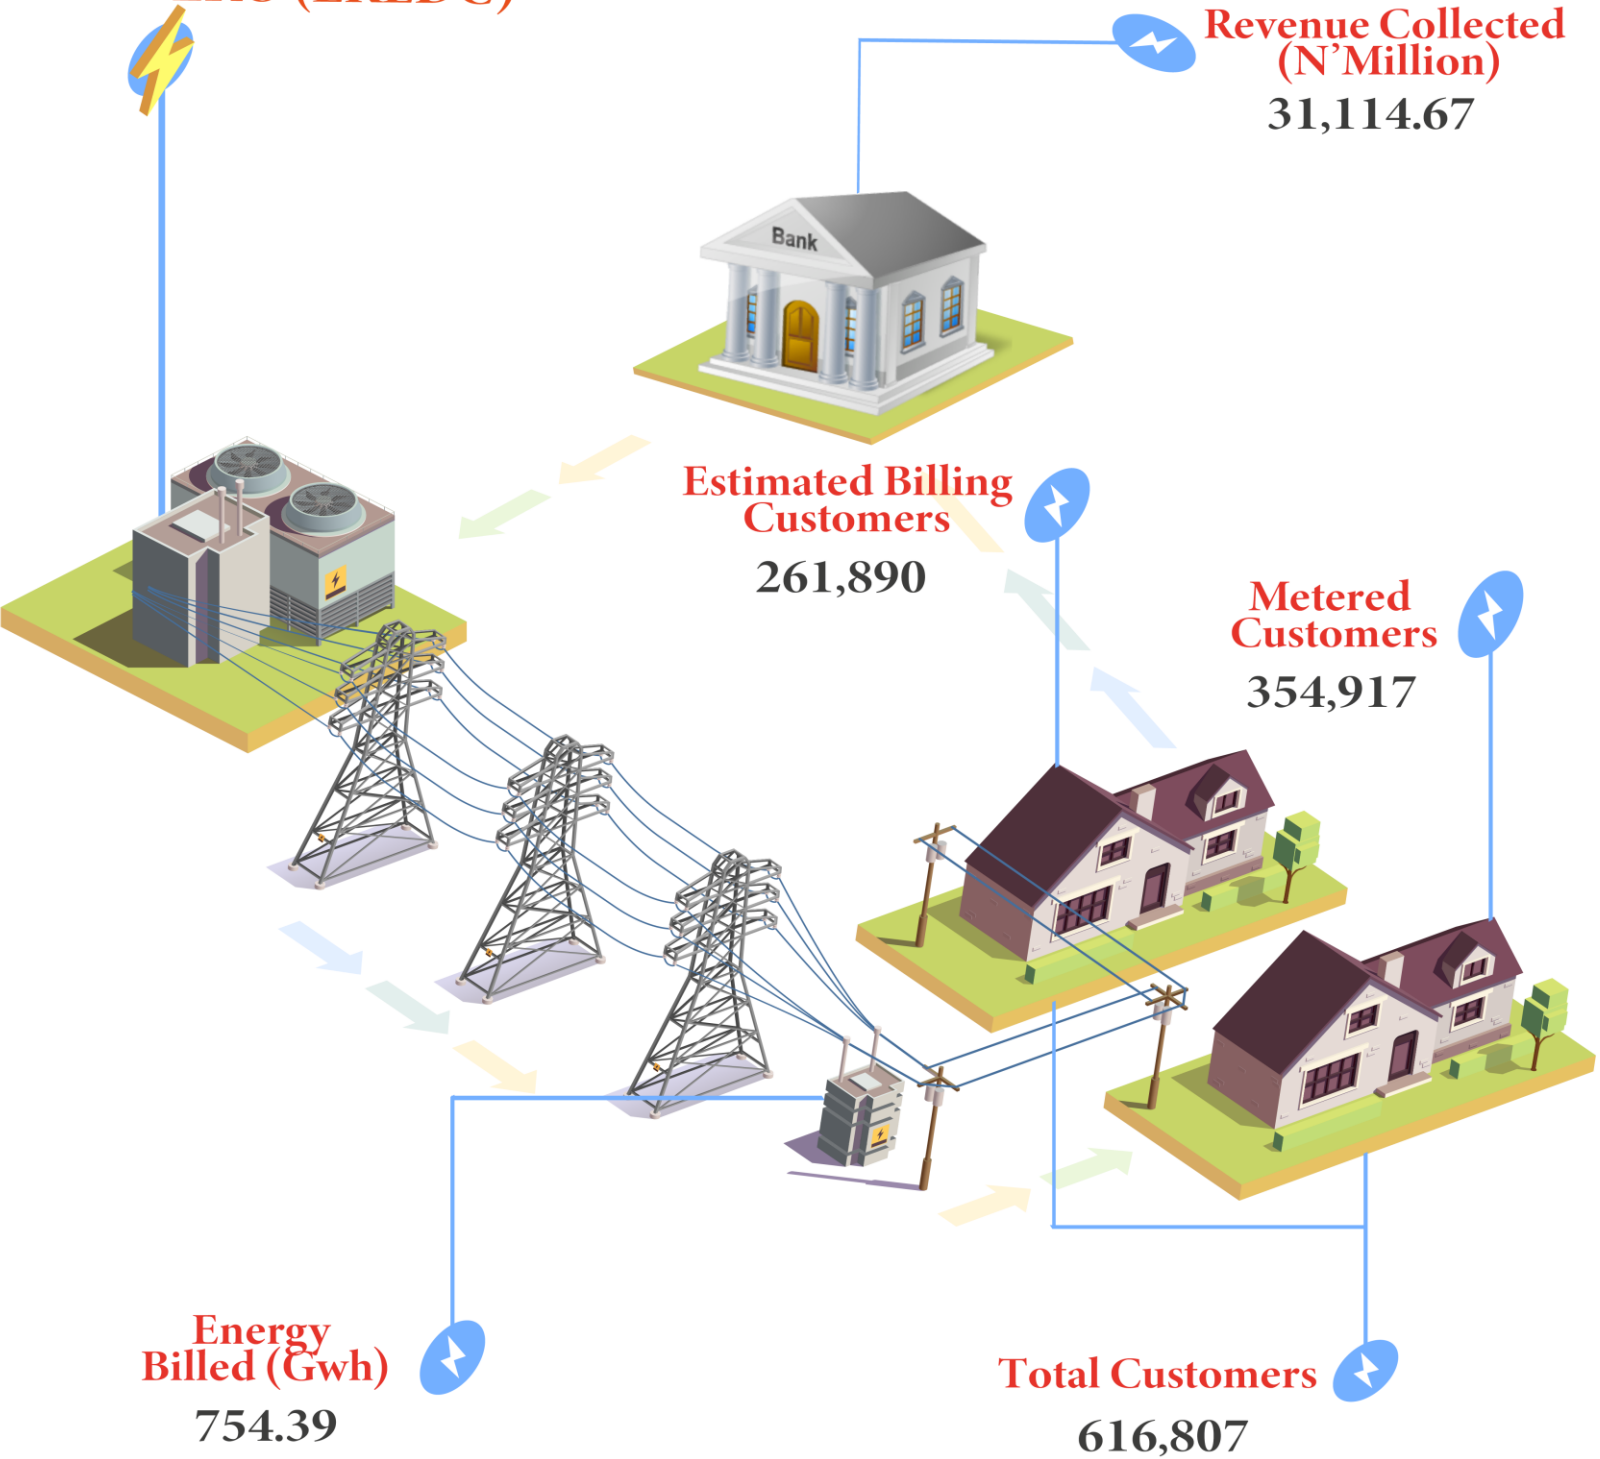 Revenue Collected
(N’Million)
31,114.67
Bank
Estimated Billing
Customers
261,890
Metered
Customers
354,917
Energy
Billed (Gwh)
754.39
Total Customers
616,807